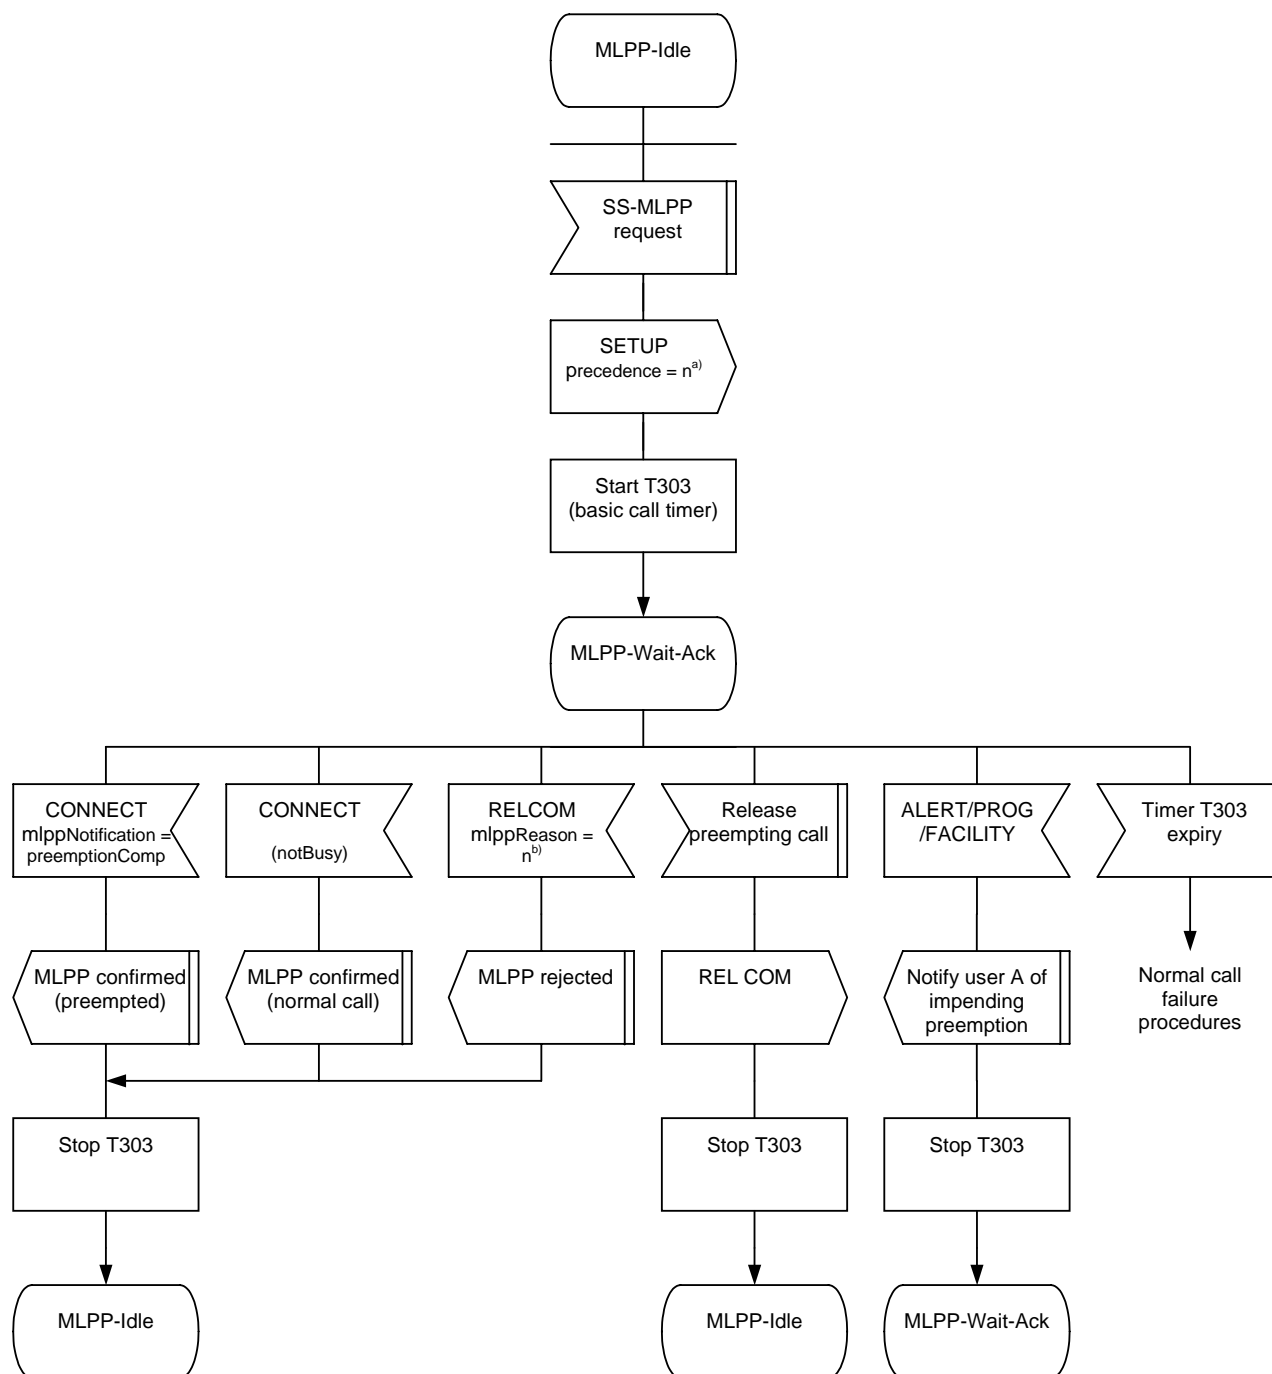 MLPP-Idle
SS-MLPP
request
SETUP
precedence = n^a)
Start T303
(basic call timer)
MLPP-Wait-Ack
CONNECT
mlppNotification =
preemptionComp
CONNECT
(notBusy)
RELCOM
mlppReason =
n^b)
Release
preempting call
ALERT/PROG
/FACILITY
Timer T303
expiry
MLPP confirmed
(preempted)
MLPP confirmed
(normal call)
MLPP rejected
REL COM
Notify user A of
impending
preemption
Normal call
failure
procedures
Stop T303
Stop T303
Stop T303
MLPP-Idle
MLPP-Idle
MLPP-Wait-Ack